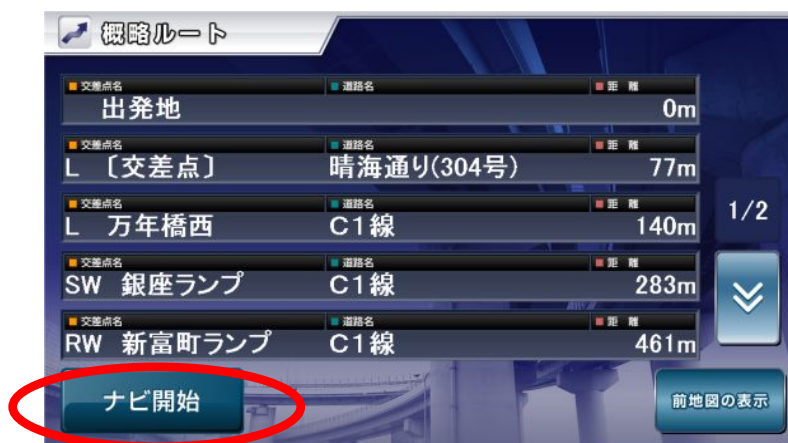 概略ルート
交差点名 道路名 距離
出発地 0m
交差点名 道路名 距離
L 〔交差点〕 晴海通り(304号) 77m
交差点名 道路名 距離
L 万年橋西 C1線 140m
交差点名 道路名 距離
SW 銀座ランプ C1線 283m
交差点名 道路名 距離
RW 新富町ランプ C1線 461m
1/2
ナビ開始
前地図の表示